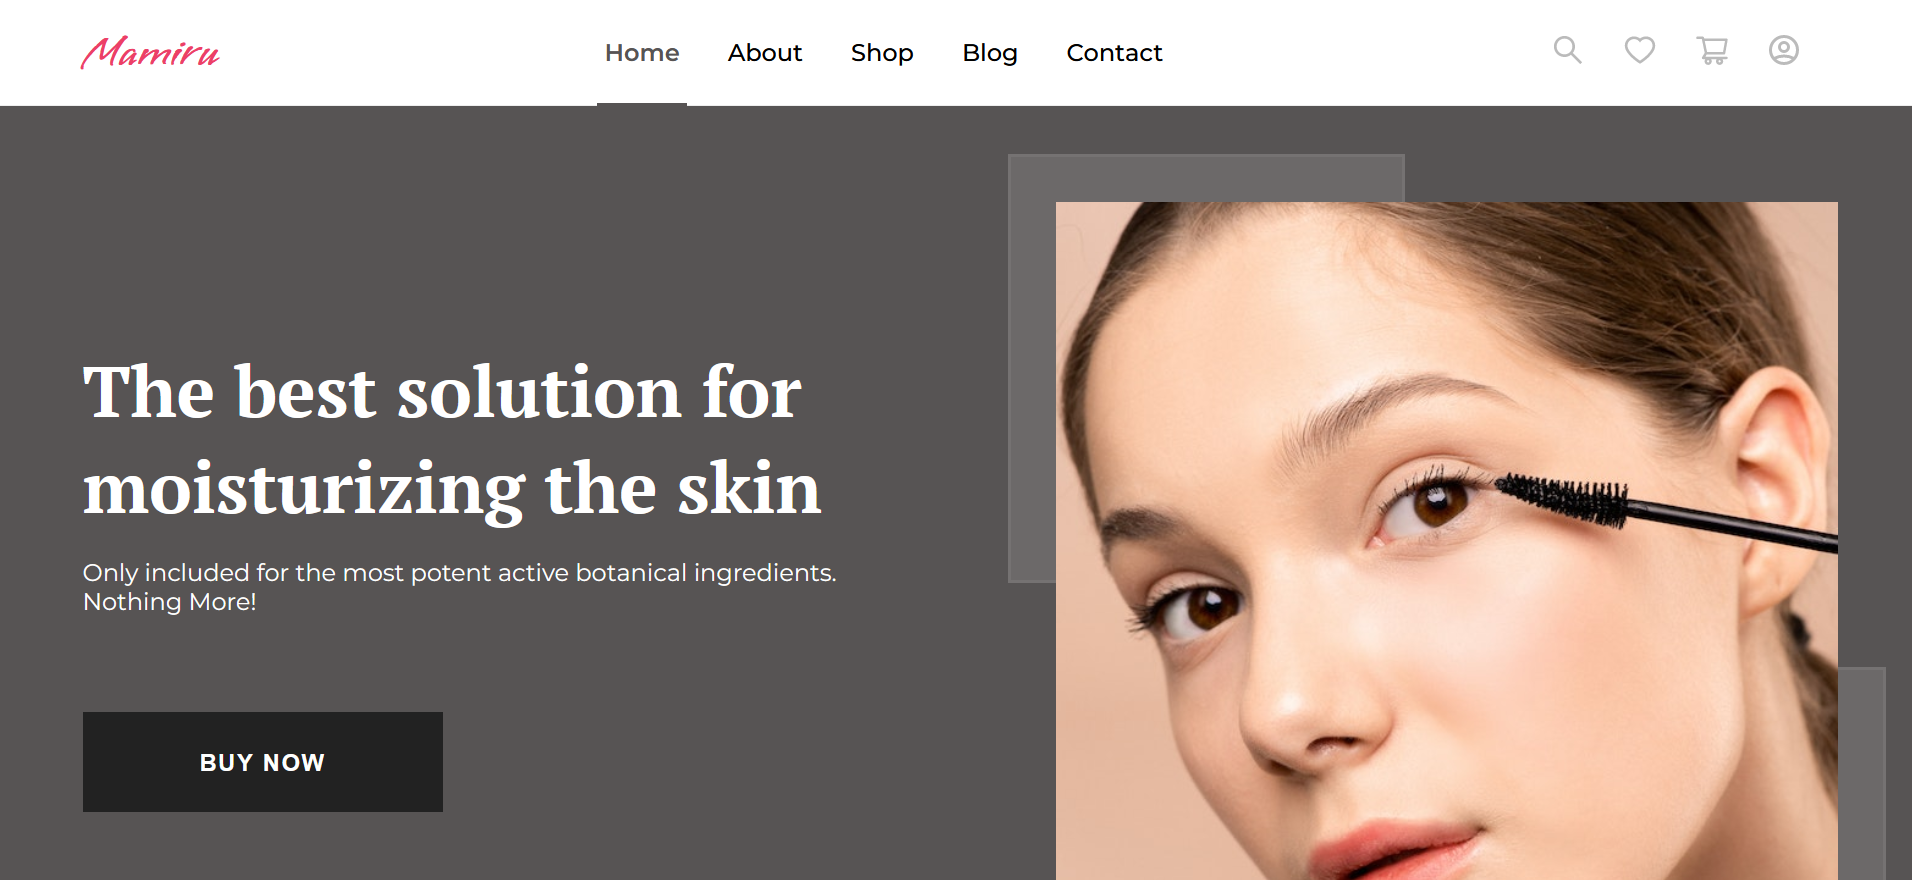 Mamiru
Home About Shop Blog Contact
The best solution for
moisturizing the skin
Only included for the most potent active botanical ingredients.
Nothing More!
BUY NOW